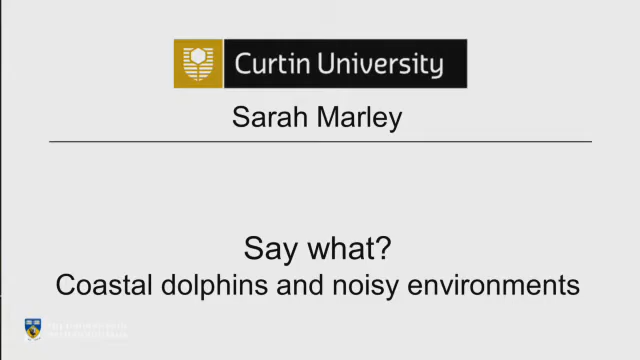 Curtin University
Sarah Marley
Say what?
Coastal dolphins and noisy environments